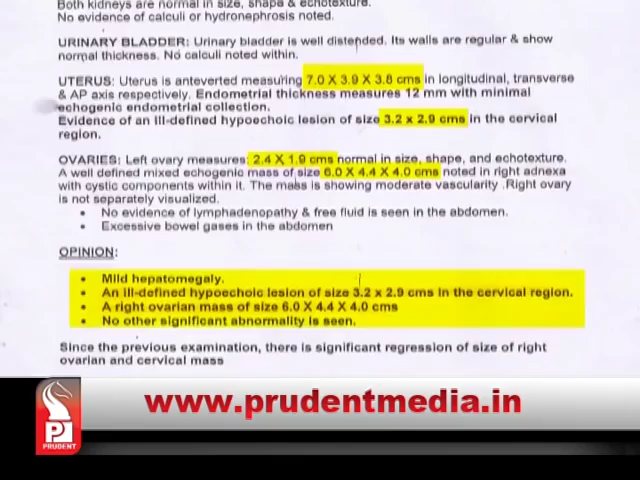 Both kidneys are normal in size, shape & echotexture.
No evidence of calculi or hydronephrosis noted.
URINARY BLADDER: Urinary bladder is well distended. Its walls are regular & show
normal thickness. No calculi noted within.
UTERUS: Uterus is anteverted measuring 7.0 X 3.9 X 3.8 cms in longitudinal, transverse
& AP axis respectively. Endometrial thickness measures 12 mm with minimal
echogenic endometrial collection.
Evidence of an ill-defined hypoechoic lesion of size 3.2 x 2.9 cms in the cervical
region.
OVARIES: Left ovary measures: 2.4 X 1.9 cms normal in size, shape, and echotexture.
A well defined mixed echogenic mass of size 6.0 X 4.4 X 4.0 cms noted in right adnexa
with cystic components within it. The mass is showing moderate vascularity .Right ovary
is not separately visualized.
• No evidence of lymphadenopathy & free fluid is seen in the abdomen.
• Excessive bowel gases in the abdomen
OPINION:
• Mild hepatomegaly.
• An ill-defined hypoechoic lesion of size 3.2 x 2.9 cms in the cervical region.
• A right ovarian mass of size 6.0 X 4.4 X 4.0 cms
• No other significant abnormality is seen.
Since the previous examination, there is significant regression of size of right
ovarian and cervical mass
www.prudentmedia.in
PRUDENT